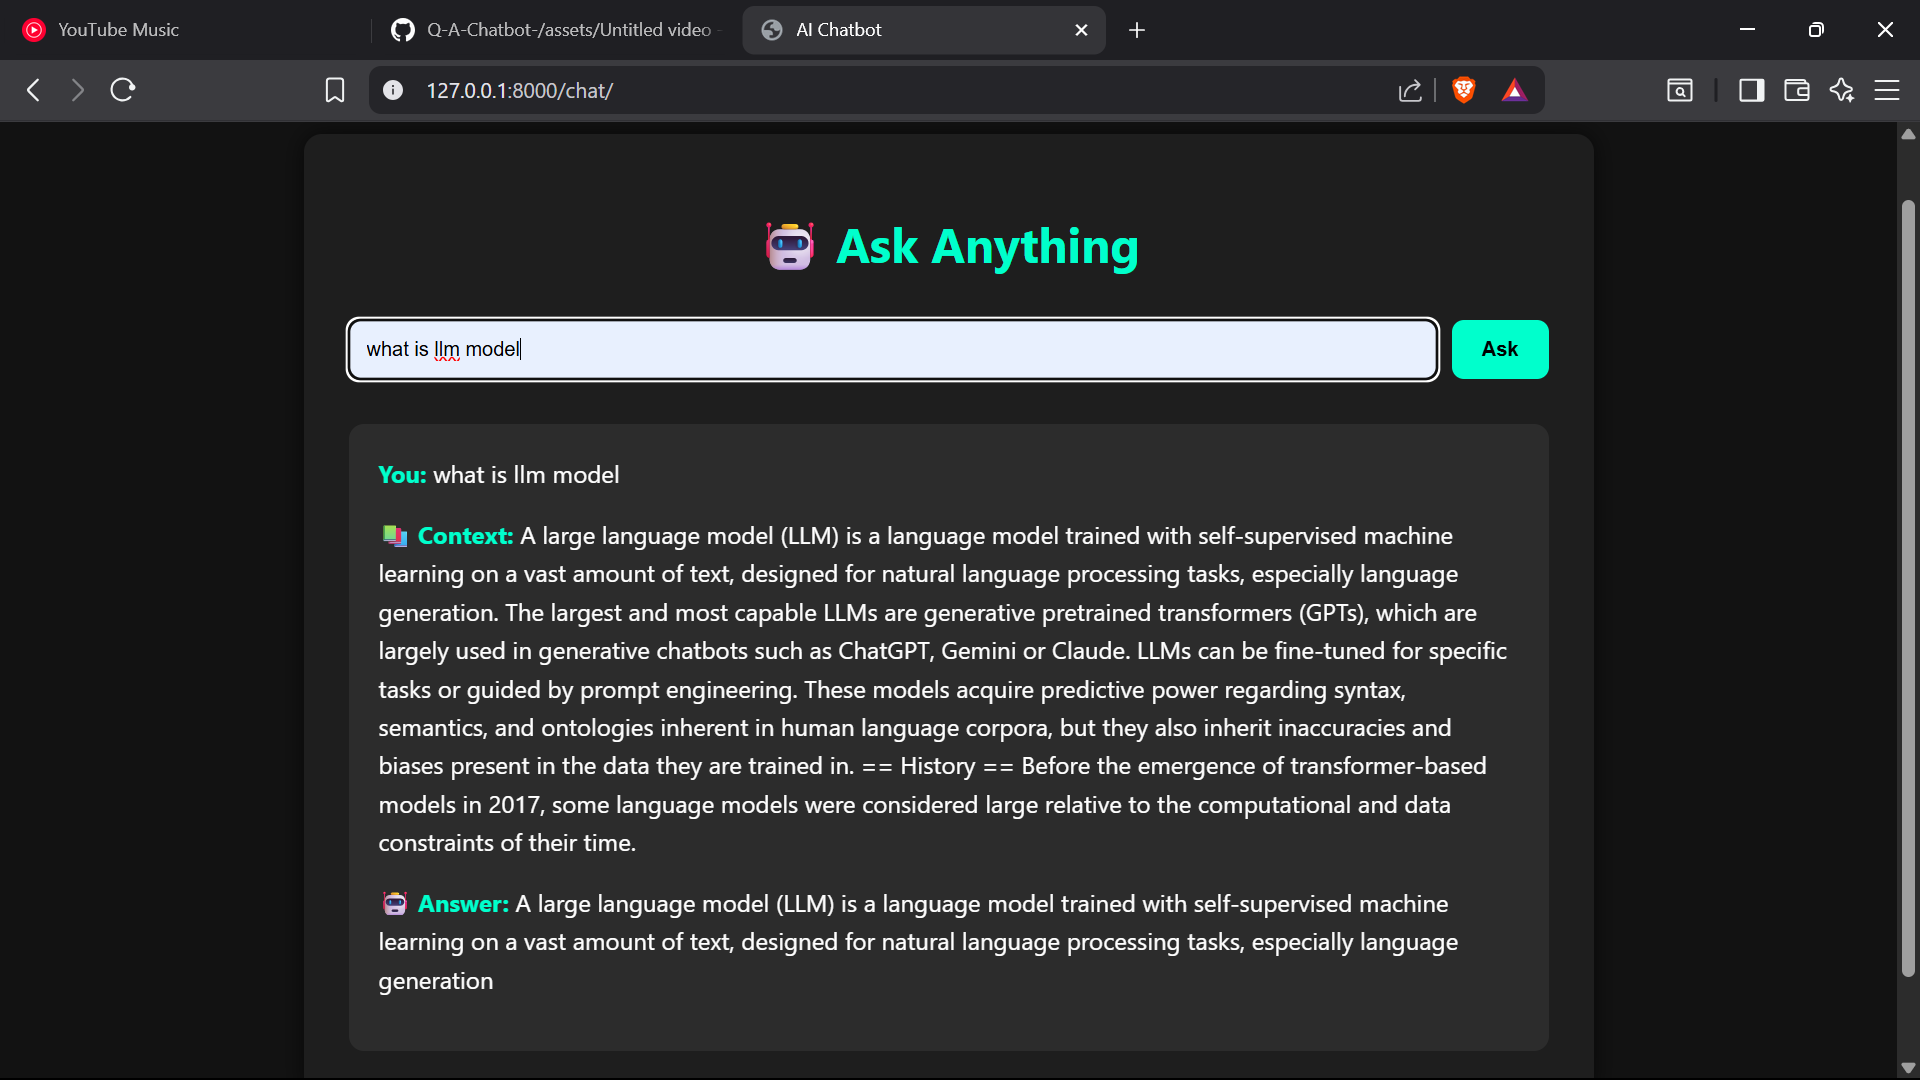 YouTube Music
Q-A-Chatbot-/assets/Untitled video -
AI Chatbot
127.0.0.1:8000/chat/
Ask Anything
what is llm model
Ask
You: what is llm model
Context: A large language model (LLM) is a language model trained with self-supervised machine
learning on a vast amount of text, designed for natural language processing tasks, especially language
generation. The largest and most capable LLMs are generative pretrained transformers (GPTs), which are
largely used in generative chatbots such as ChatGPT, Gemini or Claude. LLMs can be fine-tuned for specific
tasks or guided by prompt engineering. These models acquire predictive power regarding syntax,
semantics, and ontologies inherent in human language corpora, but they also inherit inaccuracies and
biases present in the data they are trained in. == History == Before the emergence of transformer-based
models in 2017, some language models were considered large relative to the computational and data
constraints of their time.
Answer: A large language model (LLM) is a language model trained with self-supervised machine
learning on a vast amount of text, designed for natural language processing tasks, especially language
generation